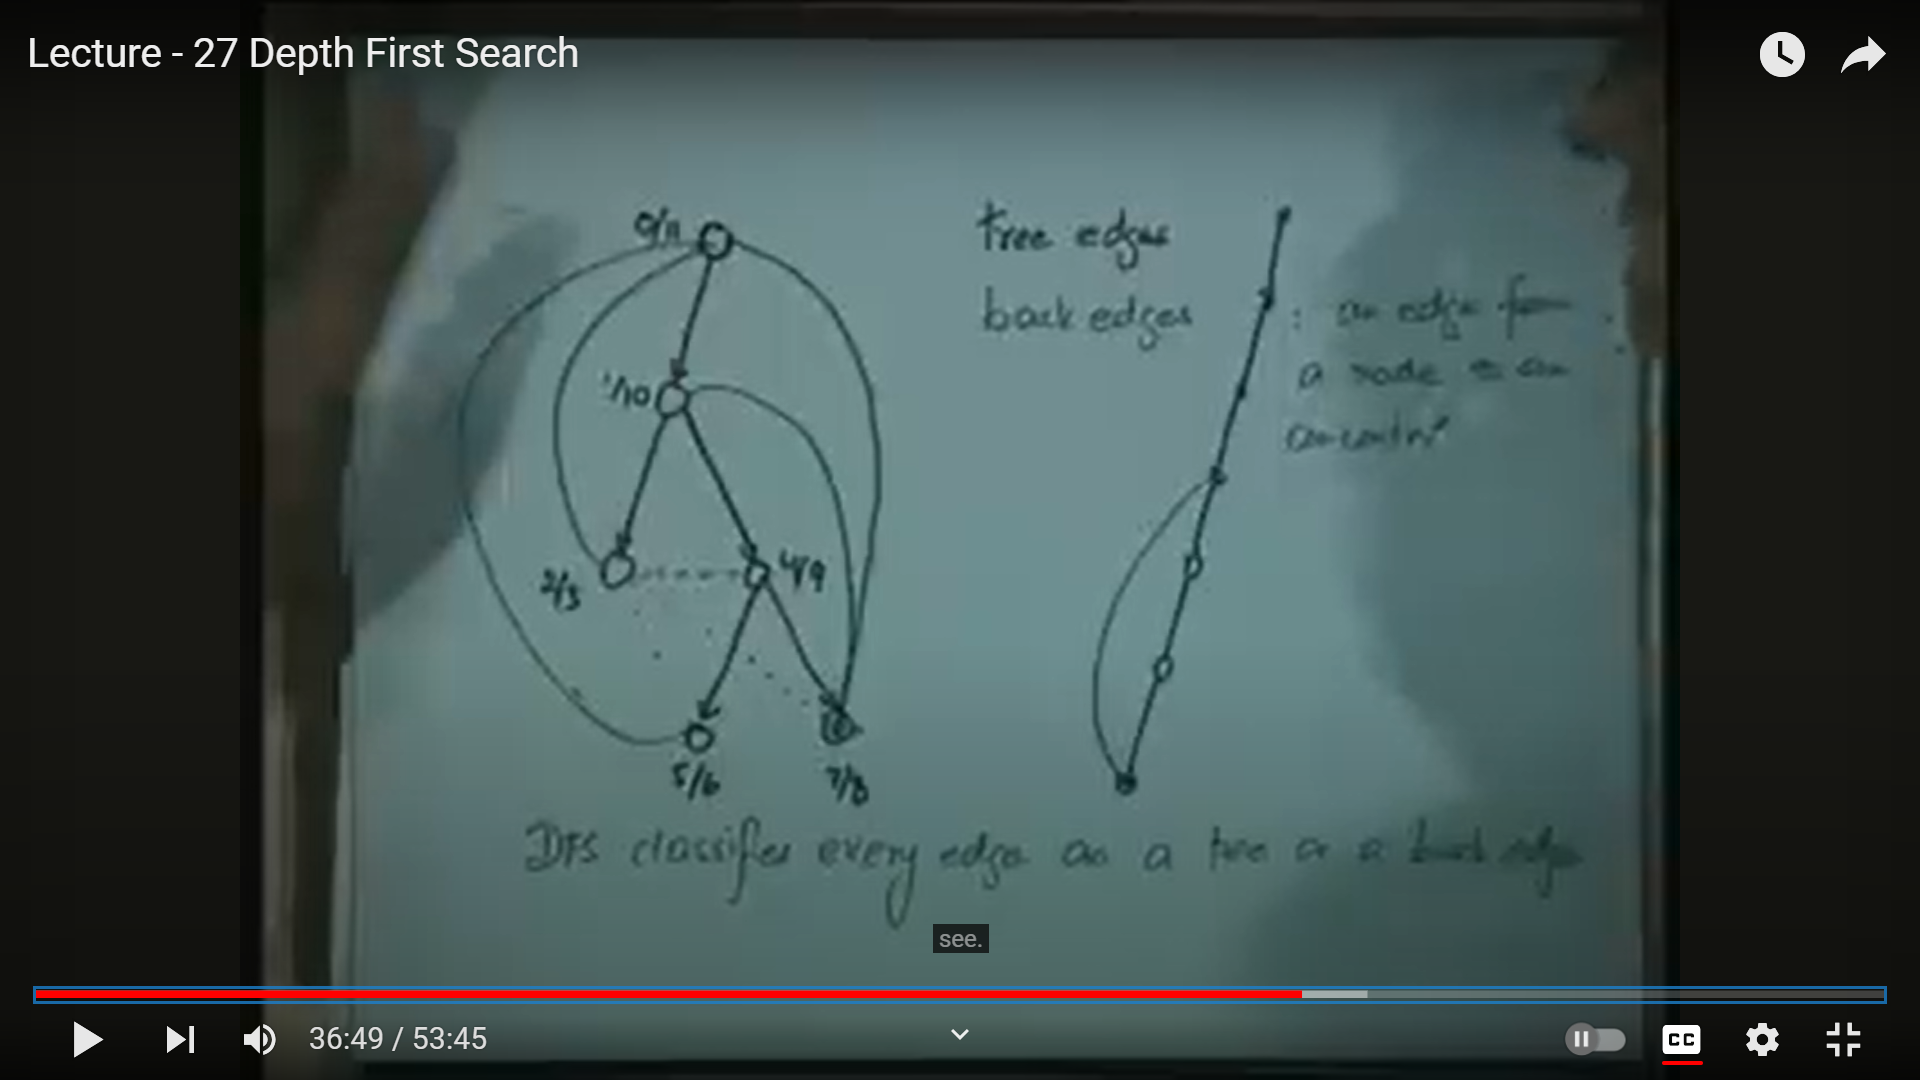 Lecture - 27 Depth First Search
0/11
tree edges
back edges
: an edge from
a node to an
1/10
2/3
4/9
5/6
7/8
DFS classifies every edge as a tree or a back edge
see.
36:49 / 53:45
CC